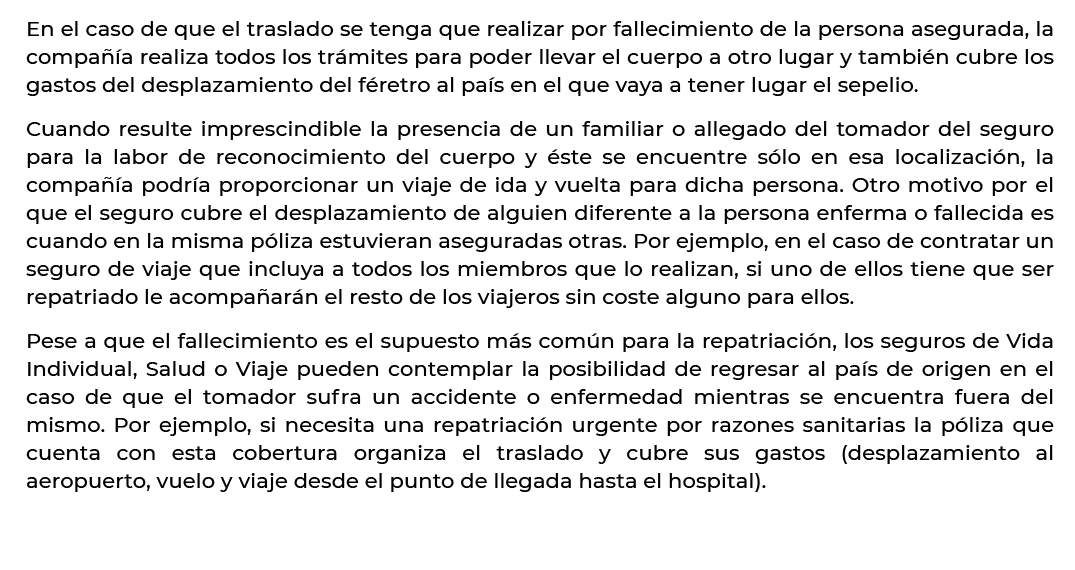 En el caso de que el traslado se tenga que realizar por fallecimiento de la persona asegurada, la
compañía realiza todos los trámites para poder llevar el cuerpo a otro lugar y también cubre los
gastos del desplazamiento del féretro al país en el que vaya a tener lugar el sepelio.
Cuando resulte imprescindible la presencia de un familiar o allegado del tomador del seguro
para la labor de reconocimiento del cuerpo y éste se encuentre sólo en esa localización, la
compañía podría proporcionar un viaje de ida y vuelta para dicha persona. Otro motivo por el
que el seguro cubre el desplazamiento de alguien diferente a la persona enferma o fallecida es
cuando en la misma póliza estuvieran aseguradas otras. Por ejemplo, en el caso de contratar un
seguro de viaje que incluya a todos los miembros que lo realizan, si uno de ellos tiene que ser
repatriado le acompañarán el resto de los viajeros sin coste alguno para ellos.
Pese a que el fallecimiento es el supuesto más común para la repatriación, los seguros de Vida
Individual, Salud o Viaje pueden contemplar la posibilidad de regresar al país de origen en el
caso de que el tomador sufra un accidente o enfermedad mientras se encuentra fuera del
mismo. Por ejemplo, si necesita una repatriación urgente por razones sanitarias la póliza que
cuenta con esta cobertura organiza el traslado y cubre sus gastos (desplazamiento al
aeropuerto, vuelo y viaje desde el punto de llegada hasta el hospital).